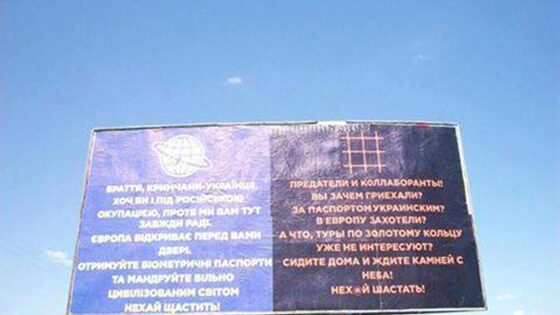 БРАТТЯ, КРИМЧАНИ-УКРАЇНЦІ,
ХОЧ ВИ І ПІД РОСІЙСЬКОЮ
ОКУПАЦІЄЮ, ПРОТЕ МИ ВАМ ТУТ
ЗАВЖДИ РАДІ.
ЄВРОПА ВІДКРИВАЄ ПЕРЕД ВАМИ
ДВЕРІ.
ОТРИМУЙТЕ БІОМЕТРИЧНІ ПАСПОРТИ
ТА МАНДРУЙТЕ ВІЛЬНО
ЦИВІЛІЗОВАНИМ СВІТОМ
НЕХАЙ ЩАСТИТЬ!
ПРЕДАТЕЛИ И КОЛЛАБОРАНТЫ!
ВЫ ЗАЧЕМ ПРИЕХАЛИ?
ЗА ПАСПОРТОМ УКРАИНСКИМ?
В ЕВРОПУ ЗАХОТЕЛИ?
А ЧТО, ТУРЫ ПО ЗОЛОТОМУ КОЛЬЦУ
УЖЕ НЕ ИНТЕРЕСУЮТ?
СИДИТЕ ДОМА И ЖДИТЕ КАМНЕЙ С
НЕБА!
НЕХ@Й ШАСТАТЬ!